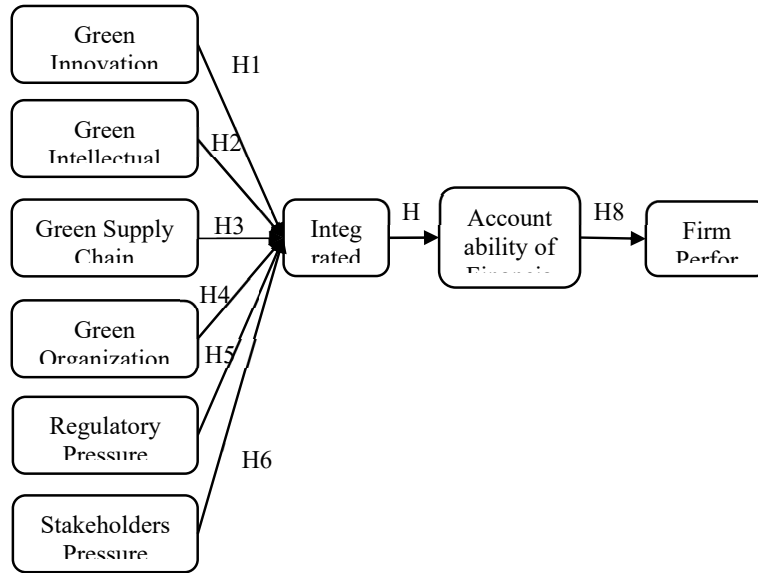 Green
Innovation
H1
Green
Intellectual
H2
Green Supply
Chain
H3
Integ
rated
H
Account
ability of
H8
Firm
Perfor
H4
Green
Organization
H5
Regulatory
Pressure
H6
Stakeholders
Pressure